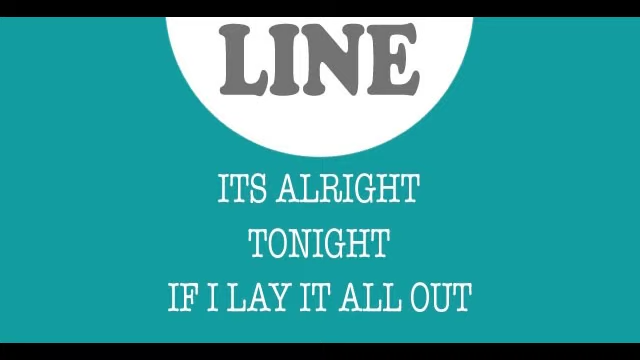 LINE
ITS ALRIGHT
TONIGHT
IF I LAY IT ALL OUT